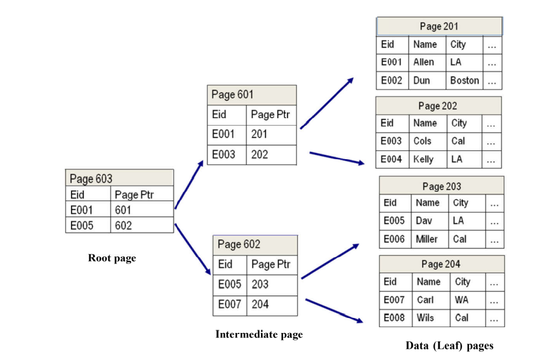 Page 603
Eid Page Ptr
E001 601
E005 602
Root page
Page 601
Eid Page Ptr
E001 201
E003 202
Page 602
Eid Page Ptr
E005 203
E007 204
Intermediate page
Page 201
Eid Name City ...
E001 Allen LA ...
E002 Dun Boston ...
Page 202
Eid Name City ...
E003 Cols Cal ...
E004 Kelly LA ...
Page 203
Eid Name City ...
E005 Dav LA ...
E006 Miller Cal ...
Page 204
Eid Name City ...
E007 Carl WA ...
E008 Wils Cal ...
Data (Leaf) pages